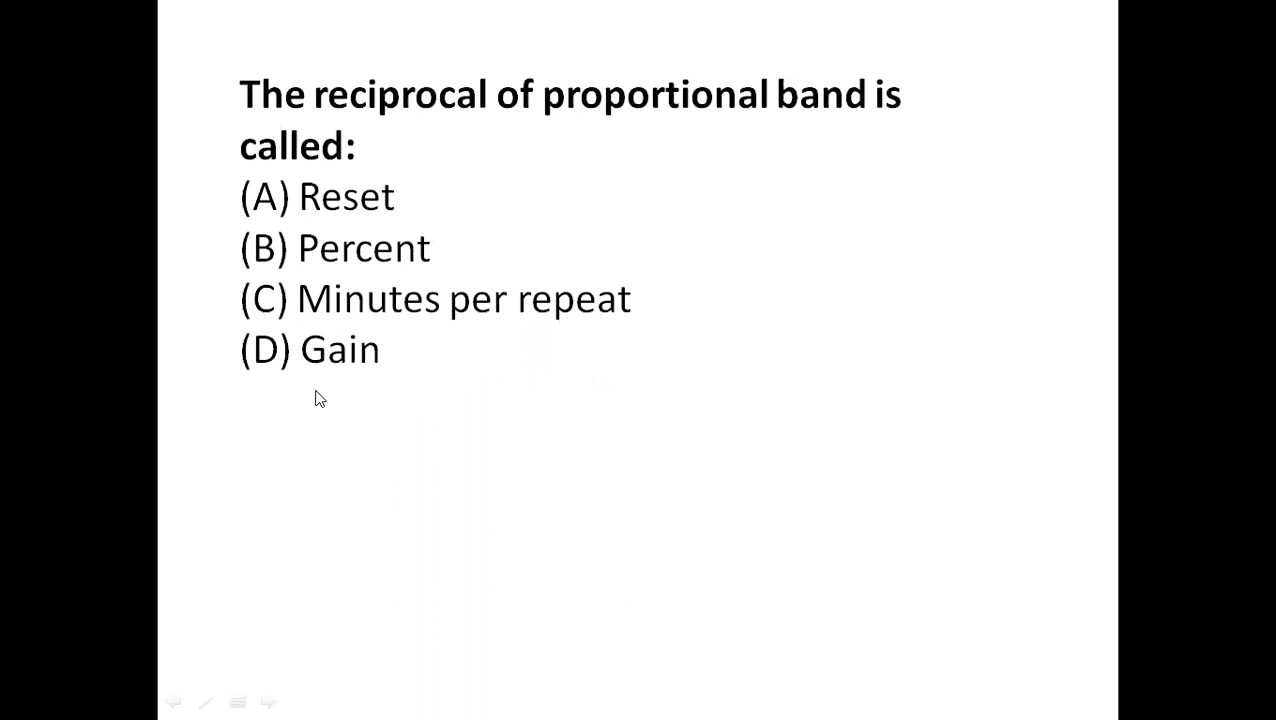 The reciprocal of proportional band is
called:
(A) Reset
(B) Percent
(C) Minutes per repeat
(D) Gain